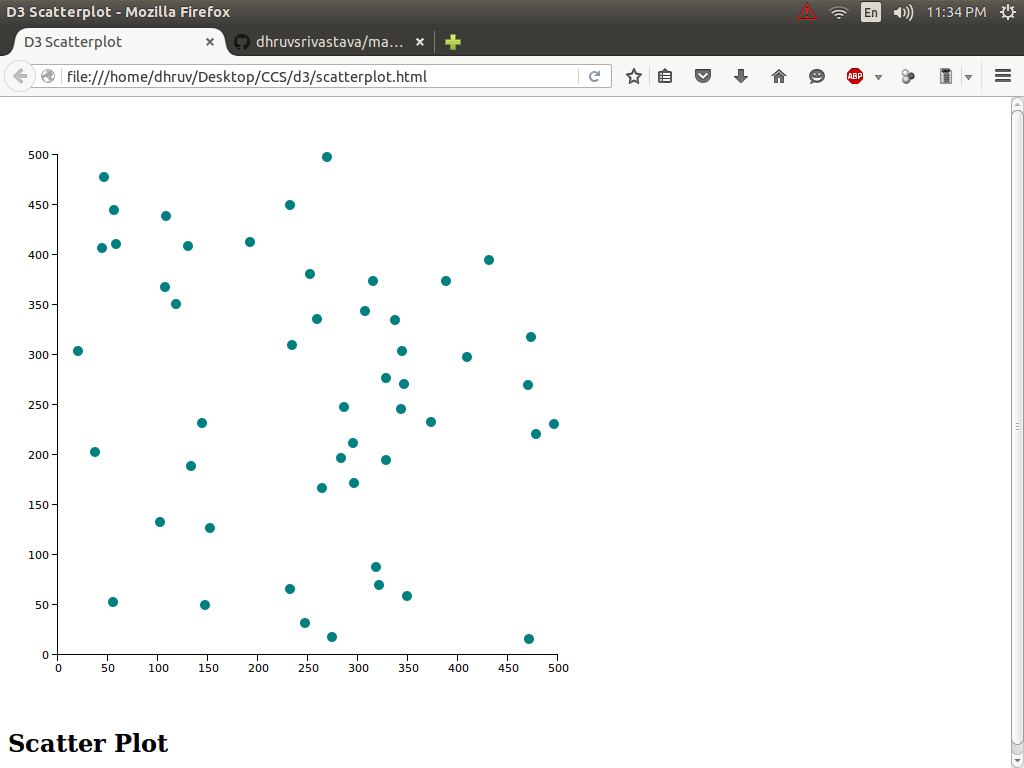 D3 Scatterplot - Mozilla Firefox
En
11:34 PM
D3 Scatterplot
dhruvsrivastava/ma...
file:///home/dhruv/Desktop/CCS/d3/scatterplot.html
ABP
500
450
400
350
300
250
200
150
100
50
0
0 50 100 150 200 250 300 350 400 450 500
Scatter Plot